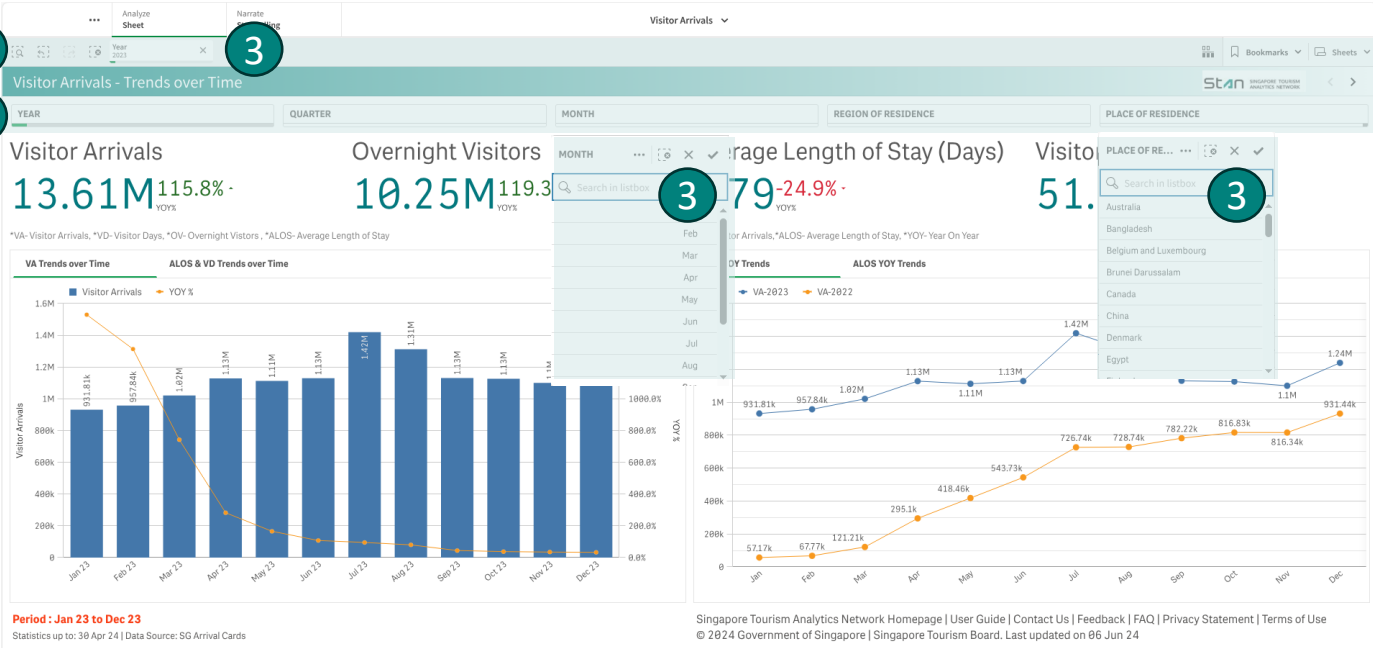 Analyze
Sheet
Narrate
Visitor Arrivals
Year
2023
3
Bookmarks
Sheets
Visitor Arrivals - Trends over Time
Stan SINGAPORE TOURISM ANALYTICS NETWORK
YEAR
QUARTER
MONTH
REGION OF RESIDENCE
PLACE OF RESIDENCE
Visitor Arrivals
13.61M
115.8%
YOY%
Overnight Visitors
10.25M
119.3
YOY%
rage Length of Stay (Days)
79
-24.9%
YOY%
51.
MONTH
Search in listbox
3
Feb
Mar
Apr
May
Jun
Jul
Aug
PLACE OF RE...
Search in listbox
3
Australia
Bangladesh
Belgium and Luxembourg
Brunei Darussalam
Canada
China
Denmark
Egypt
*VA- Visitor Arrivals, *VD- Visitor Days, *OV- Overnight Vistors , *ALOS- Average Length of Stay
or Arrivals,*ALOS- Average Length of Stay, *YOY- Year On Year
VA Trends over Time
ALOS & VD Trends over Time
Visitor Arrivals
YOY %
1.6M
1.4M
1.2M
1M
800k
600k
400k
200k
0
Visitor Arrivals
931.81k
957.84k
1.02M
1.13M
1.11M
1.13M
1.42M
1.31M
1.13M
1.13M
1000.0%
800.0%
600.0%
400.0%
200.0%
0.0%
YOY %
Jan 23
Feb 23
Mar 23
Apr 23
May 23
Jun 23
Jul 23
Aug 23
Sep 23
Oct 23
Nov 23
Dec 23
OY Trends
ALOS YOY Trends
VA-2023
VA-2022
1M
800k
600k
400k
200k
0
931.81k
957.84k
1.02M
1.13M
1.11M
1.13M
1.42M
1.1M
1.24M
57.17k
67.77k
121.21k
295.1k
418.46k
543.73k
726.74k
728.74k
782.22k
816.83k
816.34k
931.44k
Jan
Feb
Mar
Apr
May
Jun
Jul
Aug
Sep
Oct
Nov
Dec
Period : Jan 23 to Dec 23
Statistics up to: 30 Apr 24 | Data Source: SG Arrival Cards
Singapore Tourism Analytics Network Homepage | User Guide | Contact Us | Feedback | FAQ | Privacy Statement | Terms of Use
© 2024 Government of Singapore | Singapore Tourism Board. Last updated on 06 Jun 24